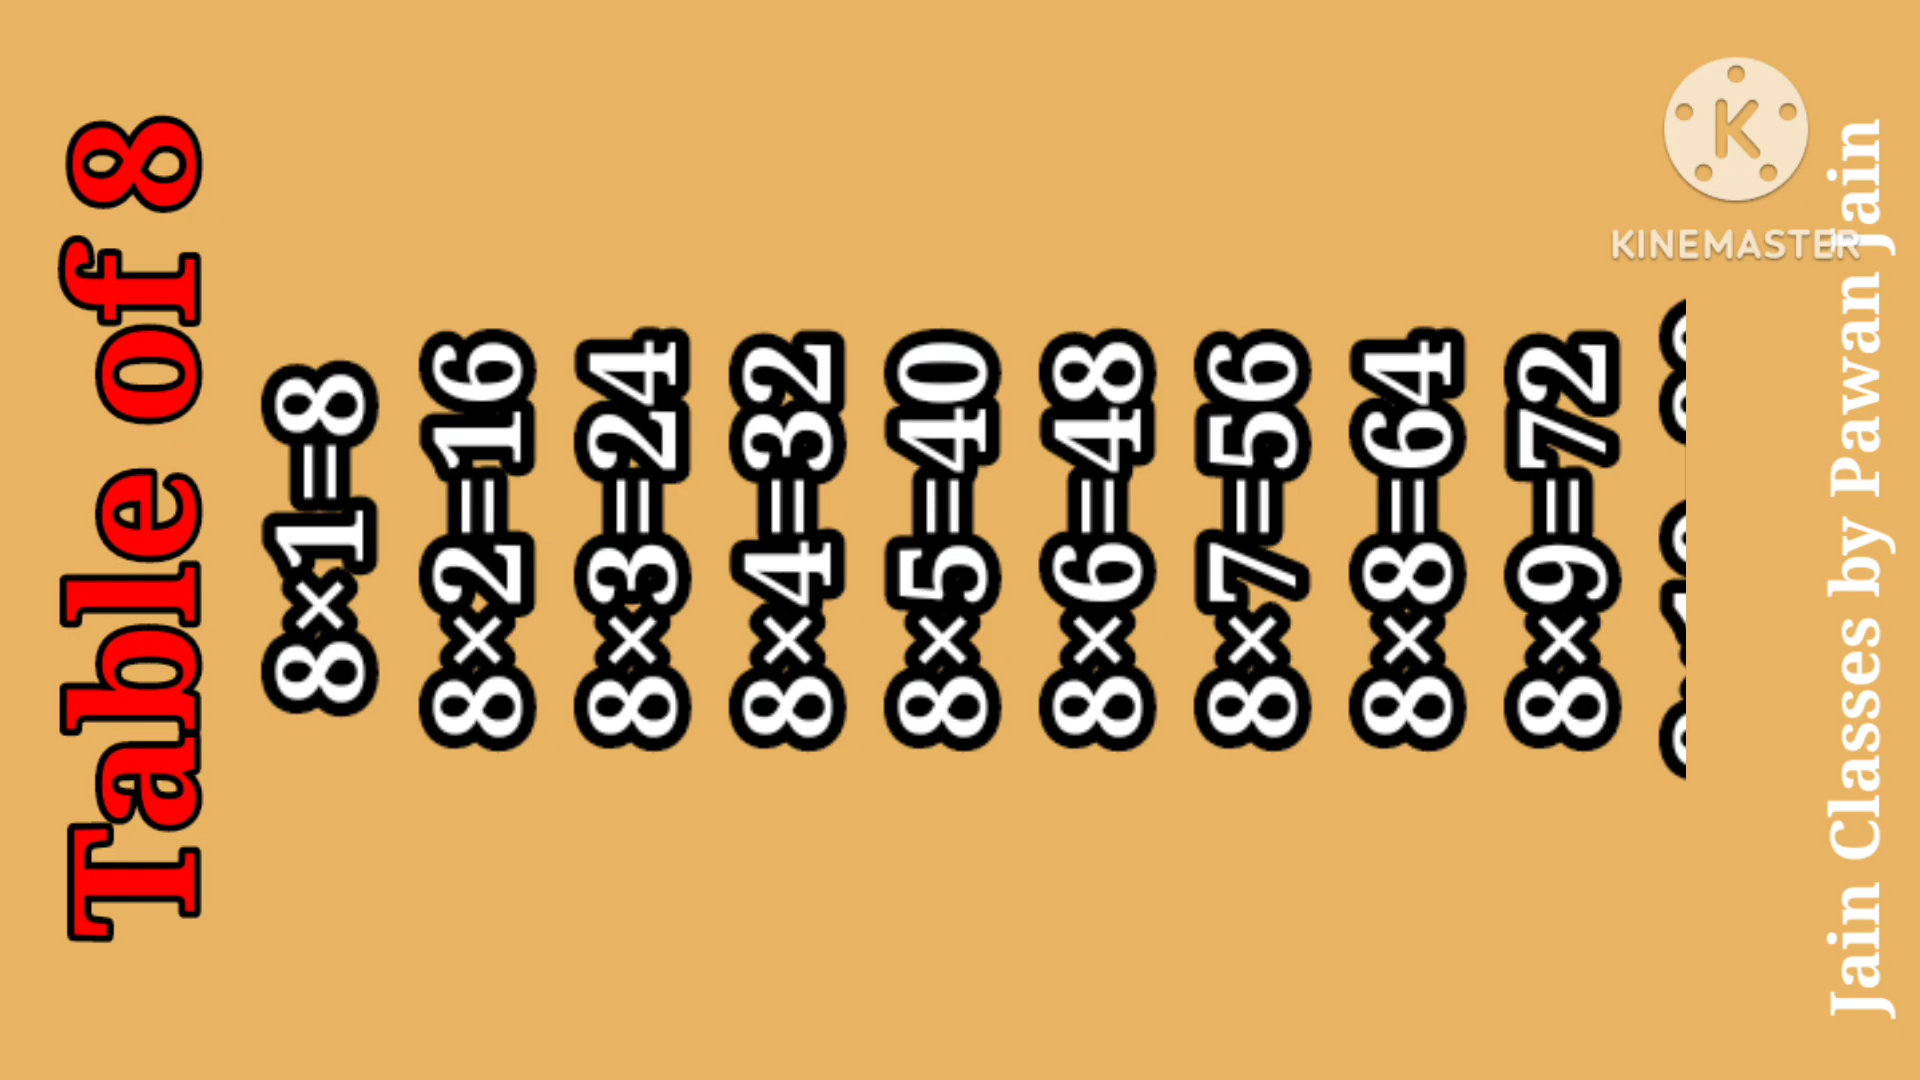 Table of 8
8×1=8
8×2=16
8×3=24
8×4=32
8×5=40
8×6=48
8×7=56
8×8=64
8×9=72
Jain Classes by Pawan Jain
K
KINEMASTER